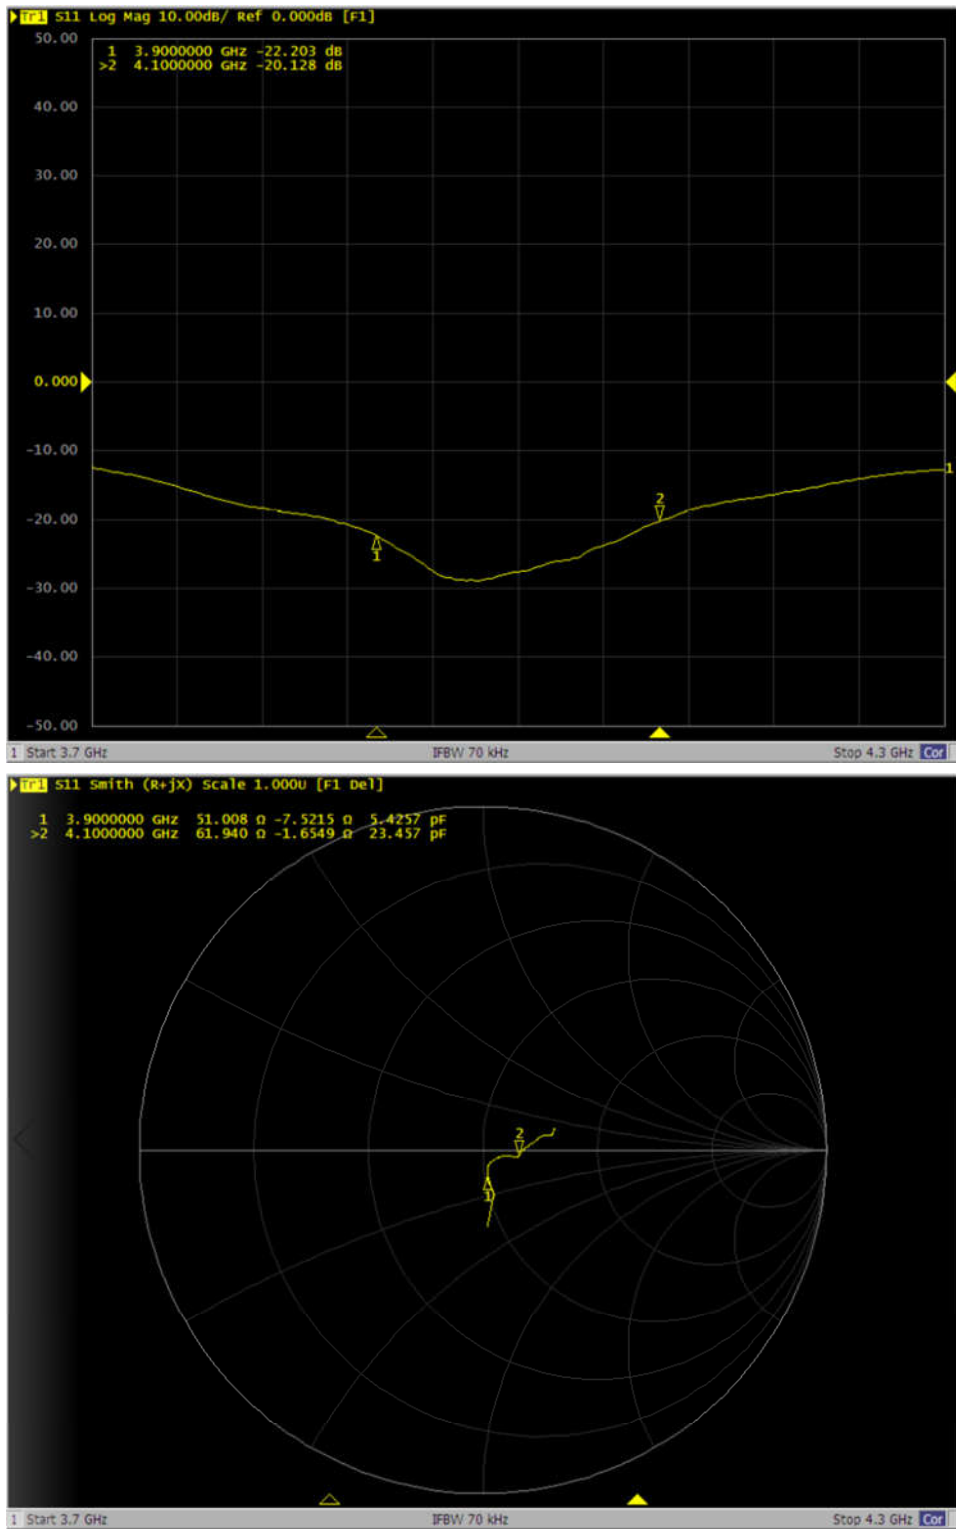 Tr1 S11 Log Mag 10.00dB/ Ref 0.000dB [F1]
50.00
1 3.9000000 GHz -22.203 dB
>2 4.1000000 GHz -20.128 dB
40.00
30.00
20.00
10.00
0.000
-10.00
1
2
-20.00
1
-30.00
-40.00
-50.00
1 Start 3.7 GHz IFBW 70 kHz Stop 4.3 GHz Cor
Tr1 S11 Smith (R+jX) Scale 1.000U [F1 Del]
1 3.9000000 GHz 51.008 Ω -7.5215 Ω 5.4257 pF
>2 4.1000000 GHz 61.940 Ω -1.6549 Ω 23.457 pF
2
1
1 Start 3.7 GHz IFBW 70 kHz Stop 4.3 GHz Cor